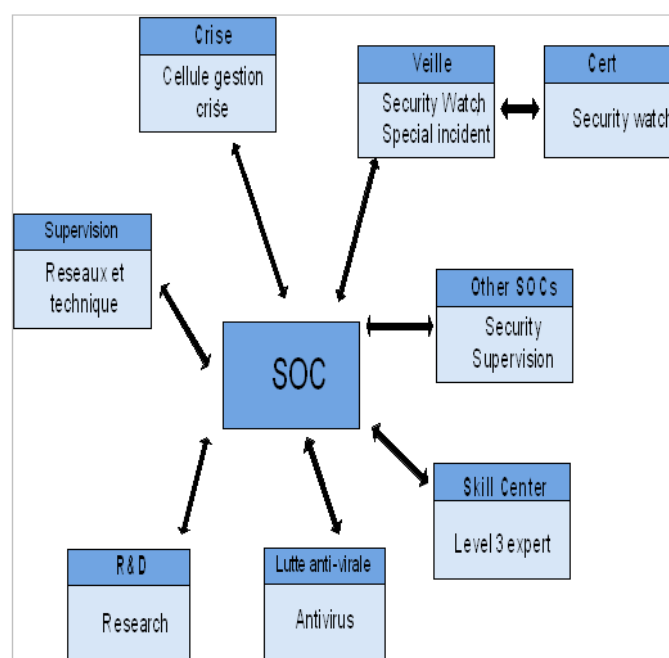 Crise
Cellule gestion
crise
Veille
Security Watch
Special incident
Cert
Security watch
Supervision
Reseaux et
technique
Other SOCs
Security
Supervision
SOC
Skill Center
Level 3 expert
R&D
Research
Lutte anti-virale
Antivirus